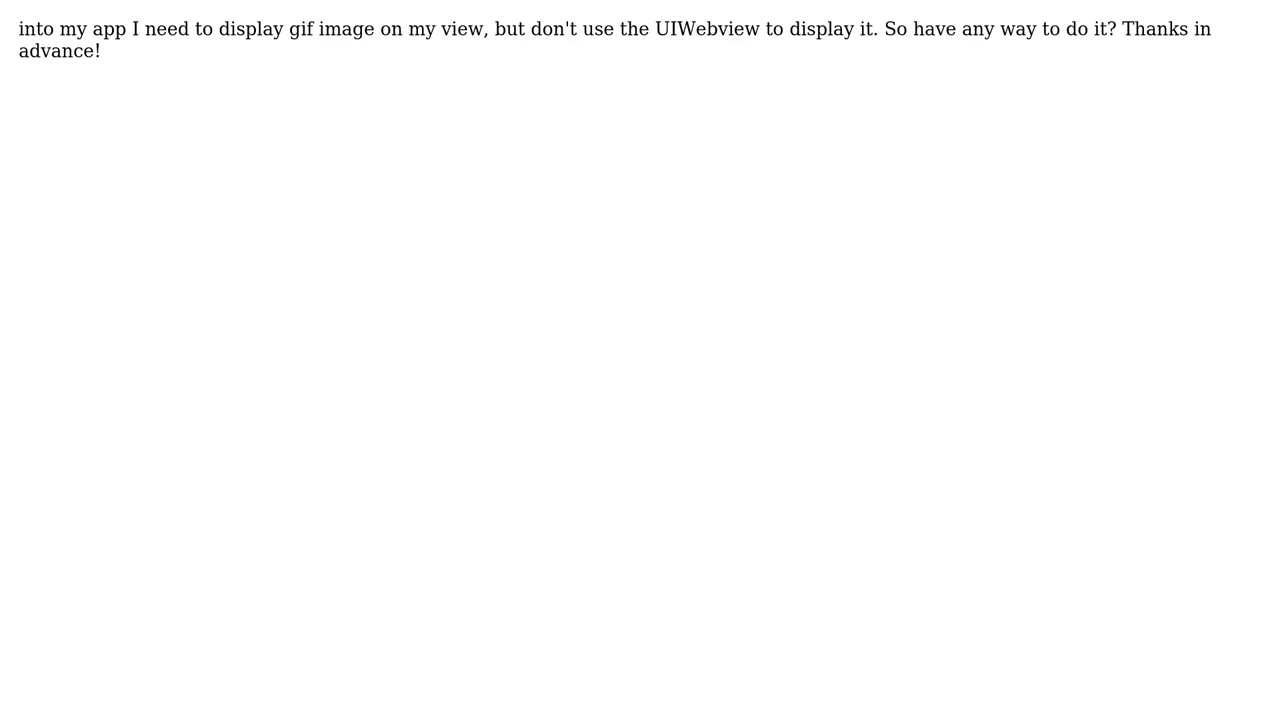 into my app I need to display gif image on my view, but don't use the UIWebview to display it. So have any way to do it? Thanks in
advance!